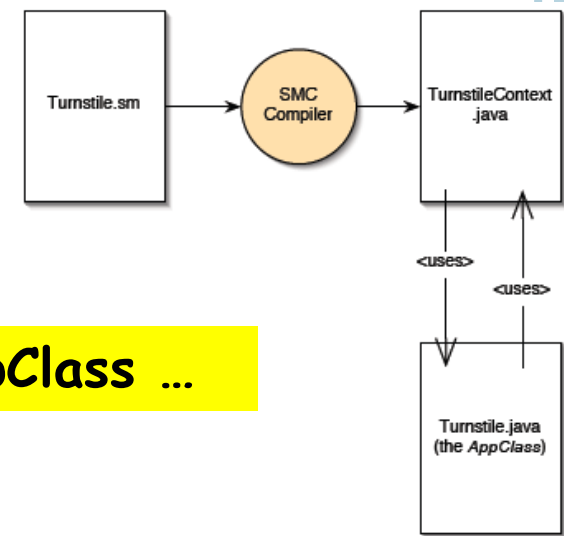 Turnstile.sm
SMC
Compiler
TurnstileContext
.java
<uses>
<uses>
Class …
Turnstile.java
(the AppClass)